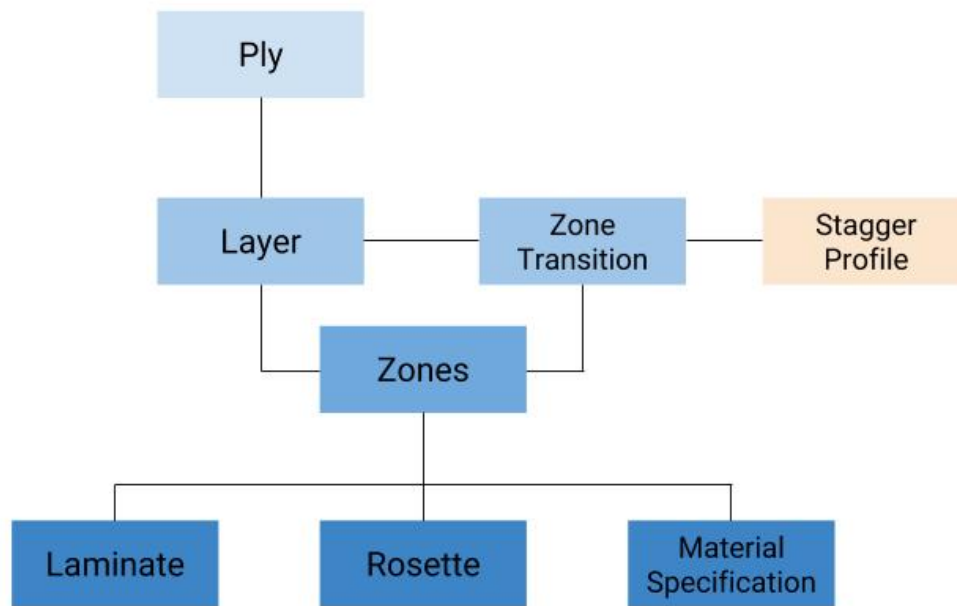 Ply
Layer
Zone
Transition
Stagger
Profile
Zones
Laminate
Rosette
Material
Specification